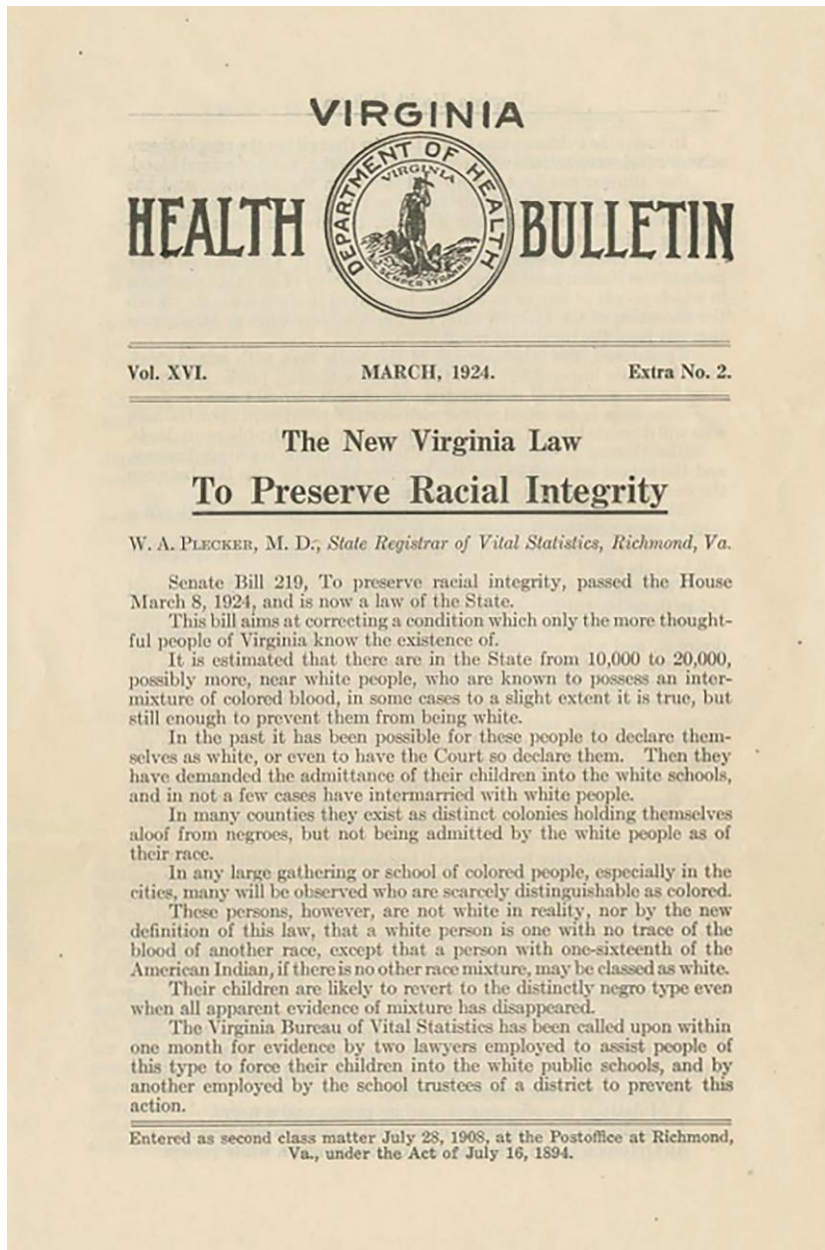 VIRGINIA
DEPARTMENT OF HEALTH
VIRGINIA
SEMPER TYRANNIS
HEALTH BULLETIN
Vol. XVI. MARCH, 1924. Extra No. 2.
The New Virginia Law
To Preserve Racial Integrity
W. A. PLECKER, M. D., State Registrar of Vital Statistics, Richmond, Va.
Senate Bill 219, To preserve racial integrity, passed the House
March 8, 1924, and is now a law of the State.
This bill aims at correcting a condition which only the more thought-
ful people of Virginia know the existence of.
It is estimated that there are in the State from 10,000 to 20,000,
possibly more, near white people, who are known to possess an inter-
mixture of colored blood, in some cases to a slight extent it is true, but
still enough to prevent them from being white.
In the past it has been possible for these people to declare them-
selves as white, or even to have the Court so declare them. Then they
have demanded the admittance of their children into the white schools,
and in not a few cases have intermarried with white people.
In many counties they exist as distinct colonies holding themselves
aloof from negroes, but not being admitted by the white people as of
their race.
In any large gathering or school of colored people, especially in the
cities, many will be observed who are scarcely distinguishable as colored.
These persons, however, are not white in reality, nor by the new
definition of this law, that a white person is one with no trace of the
blood of another race, except that a person with one-sixteenth of the
American Indian, if there is no other race mixture, may be classed as white.
Their children are likely to revert to the distinctly negro type even
when all apparent evidence of mixture has disappeared.
The Virginia Bureau of Vital Statistics has been called upon within
one month for evidence by two lawyers employed to assist people of
this type to force their children into the white public schools, and by
another employed by the school trustees of a district to prevent this
action.
Entered as second class matter July 28, 1908, at the Postoffice at Richmond,
Va., under the Act of July 16, 1894.